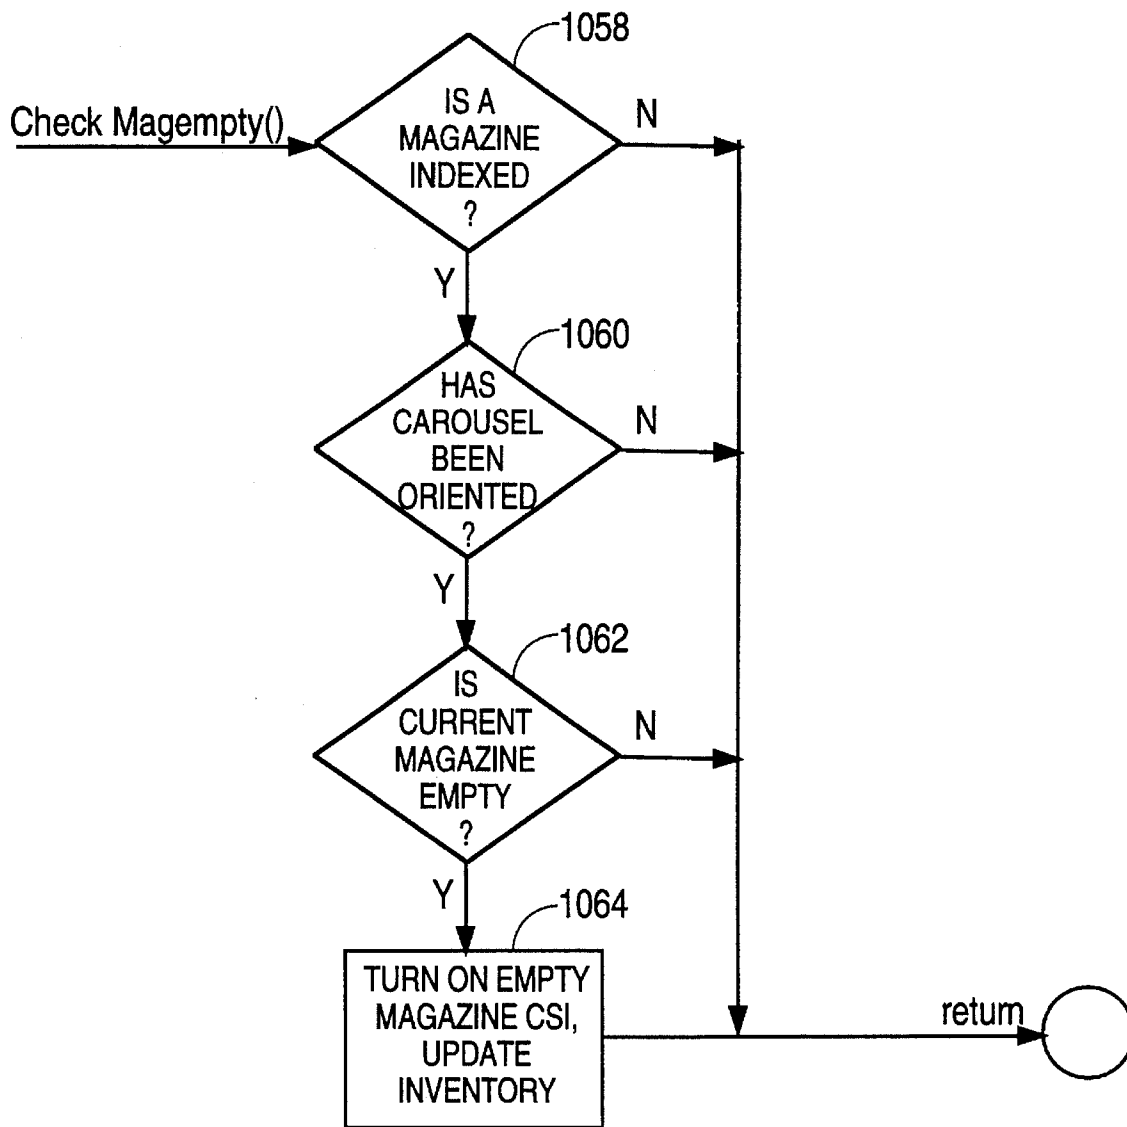 1058
Check Magempty()
IS A
MAGAZINE
INDEXED
?
N
Y
1060
HAS
CAROUSEL
BEEN
ORIENTED
?
N
Y
1062
IS
CURRENT
MAGAZINE
EMPTY
?
N
Y
1064
TURN ON EMPTY
MAGAZINE CSI,
UPDATE
INVENTORY
return